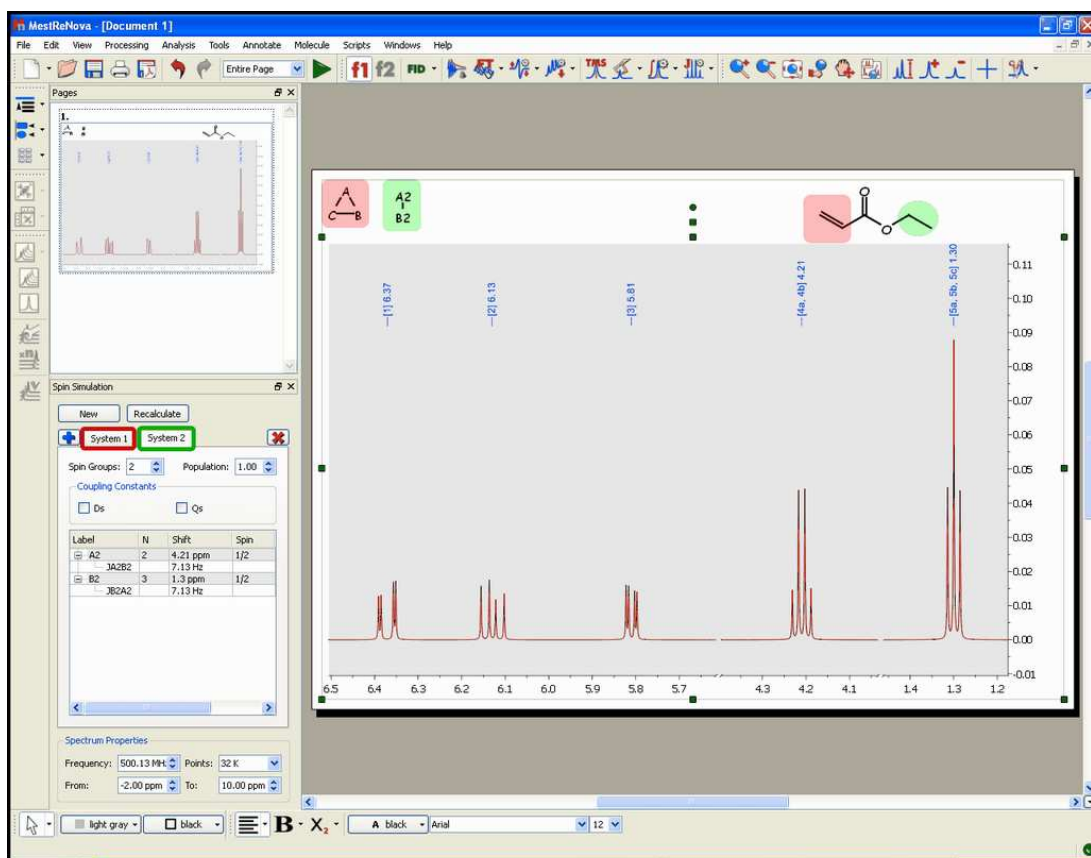 MestReNova - [Document 1]
File Edit View Processing Analysis Tools Annotate Molecule Scripts Windows Help
Entire Page f1 f2 FID TMS
Pages
1.
Spin Simulation
New Recalculate
System 1 System 2
Spin Groups: 2 Population: 1.00
Coupling Constants
Ds Qs
Label N Shift Spin
A2 2 4.21 ppm 1/2
JA2B2 7.13 Hz
B2 3 1.3 ppm 1/2
JB2A2 7.13 Hz
Spectrum Properties
Frequency: 500.13 MH: Points: 32 K
From: -2.00 ppm To: 10.00 ppm
A
C B
A2
B2
O
O
[1] 6.37
[2] 6.13
[3] 5.81
[4a, 4b] 4.21
[5a, 5b, 5c] 1.30
0.11
0.10
0.09
0.08
0.07
0.06
0.05
0.04
0.03
0.02
0.01
0.00
-0.01
6.5 6.4 6.3 6.2 6.1 6.0 5.9 5.8 5.7 4.3 4.2 4.1 1.4 1.3 1.2
light gray black B X2 A black Arial 12